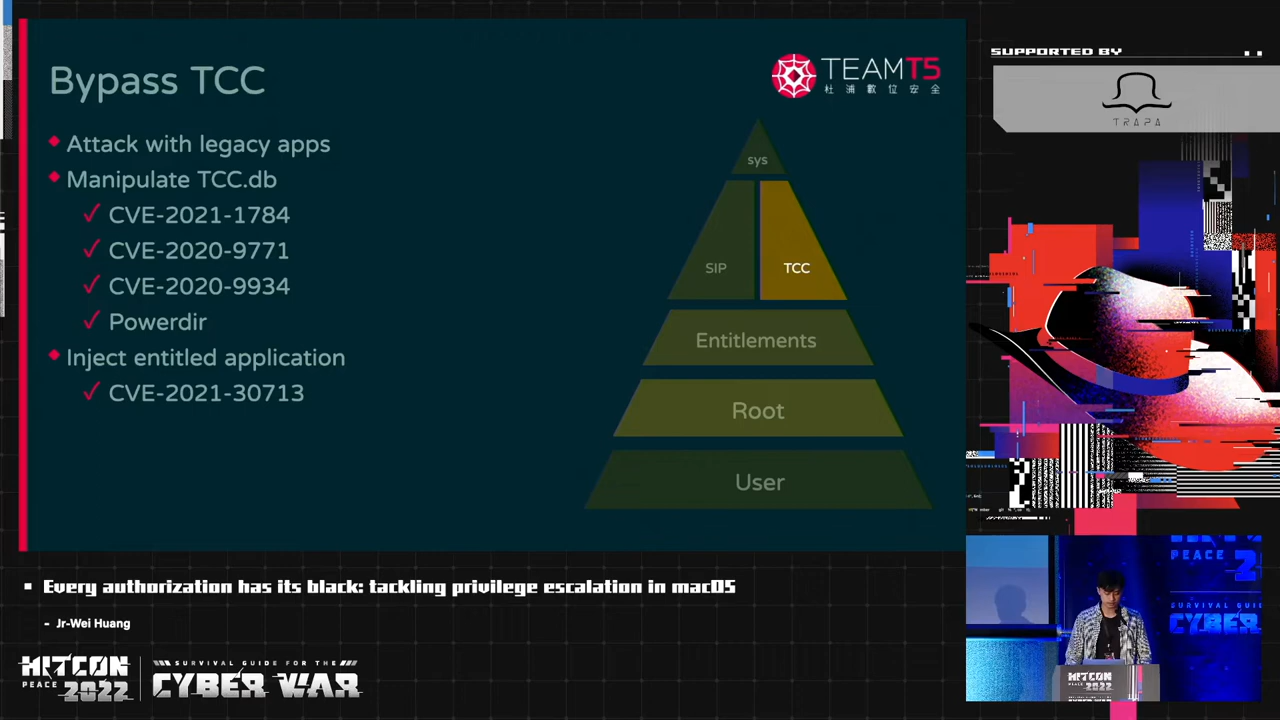 Bypass TCC
TEAMT5
杜浦數位安全
Attack with legacy apps
Manipulate TCC.db
✓ CVE-2021-1784
✓ CVE-2020-9771
✓ CVE-2020-9934
✓ Powerdir
Inject entitled application
✓ CVE-2021-30713
sys
SIP
TCC
Entitlements
Root
User
SUPPORTED BY
TRAPA
Every authorization has its black: tackling privilege escalation in macOS
- Jr-Wei Huang
HITCON
PEACE 2022
SURVIVAL GUIDE FOR THE
CYBER WAR
PEACE
2
SURVIVAL GUIDE
CYBER
HITCON
2022